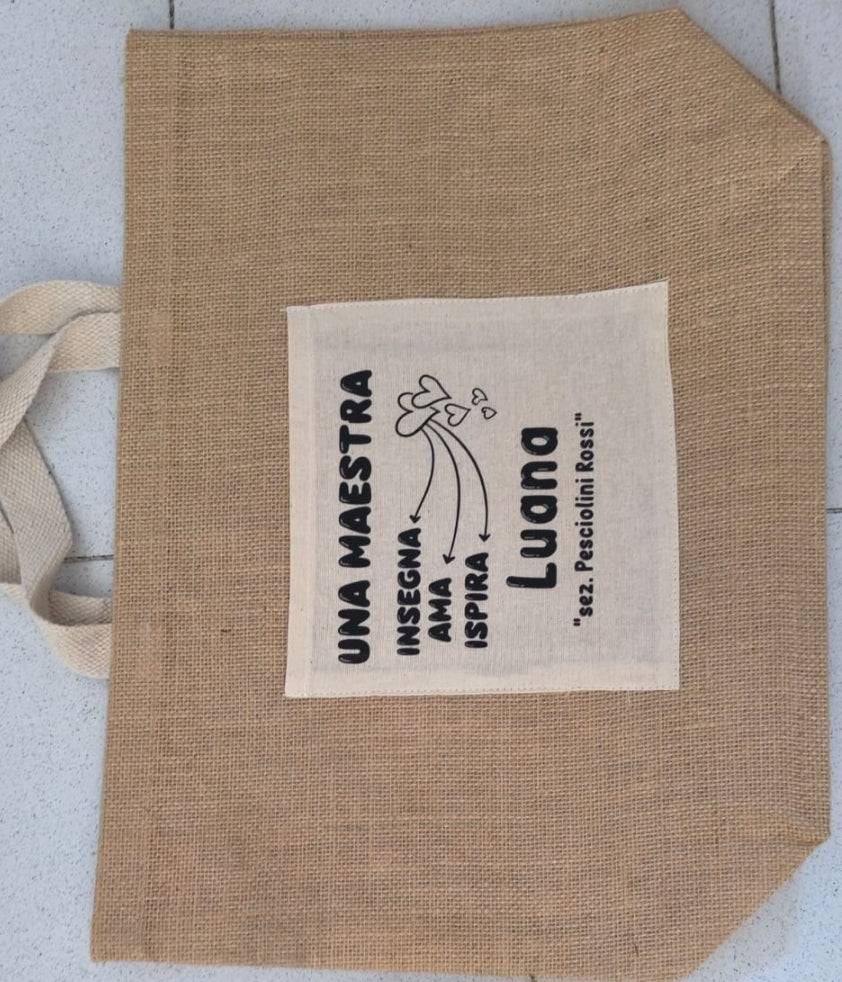 UNA MAESTRA
INSEGNA
AMA
ISPIRA
Luana
"sez. Pesciolini Rossi"